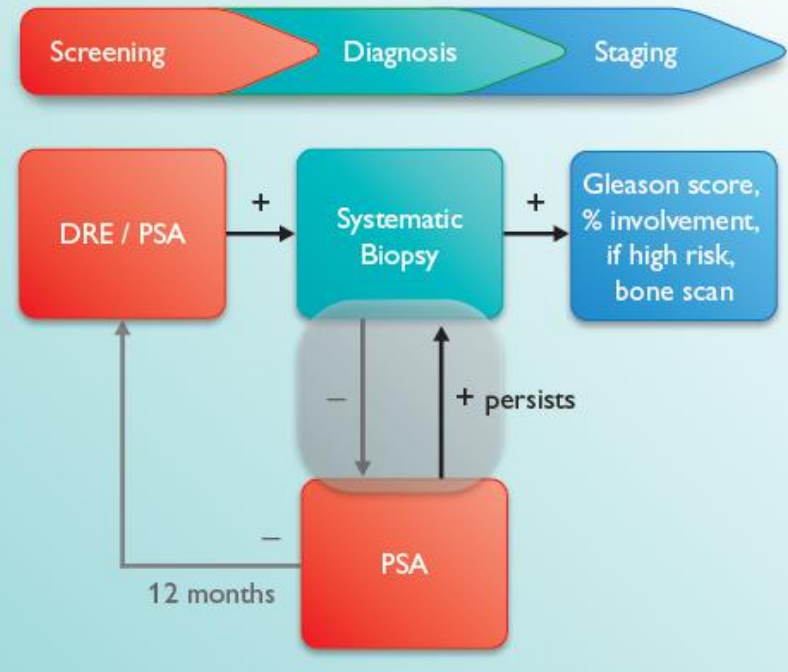 Screening
Diagnosis
Staging
DRE / PSA
+
Systematic
Biopsy
+
Gleason score,
% involvement,
if high risk,
bone scan
–
+ persists
–
12 months
PSA